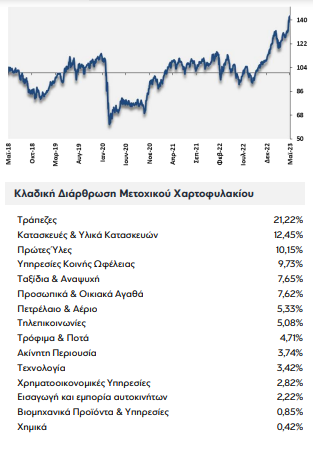 140
122
104
86
68
50
Μαϊ-18
Οκτ-18
Μαρ-19
Αυγ-19
Ιαν-20
Ιουν-20
Νοε-20
Απρ-21
Σεπ-21
Φεβ-22
Ιουλ-22
Δεκ-22
Μαϊ-23
Κλαδική Διάρθρωση Μετοχικού Χαρτοφυλακίου
Τράπεζες 21,22%
Κατασκευές & Υλικά Κατασκευών 12,45%
Πρώτες Ύλες 10,15%
Υπηρεσίες Κοινής Ωφέλειας 9,73%
Ταξίδια & Αναψυχή 7,65%
Προσωπικά & Οικιακά Αγαθά 7,62%
Πετρέλαιο & Αέριο 5,33%
Τηλεπικοινωνίες 5,08%
Τρόφιμα & Ποτά 4,71%
Ακίνητη Περιουσία 3,74%
Τεχνολογία 3,42%
Χρηματοοικονομικές Υπηρεσίες 2,82%
Εισαγωγή και εμπορία αυτοκινήτων 2,22%
Βιομηχανικά Προϊόντα & Υπηρεσίες 0,85%
Χημικά 0,42%